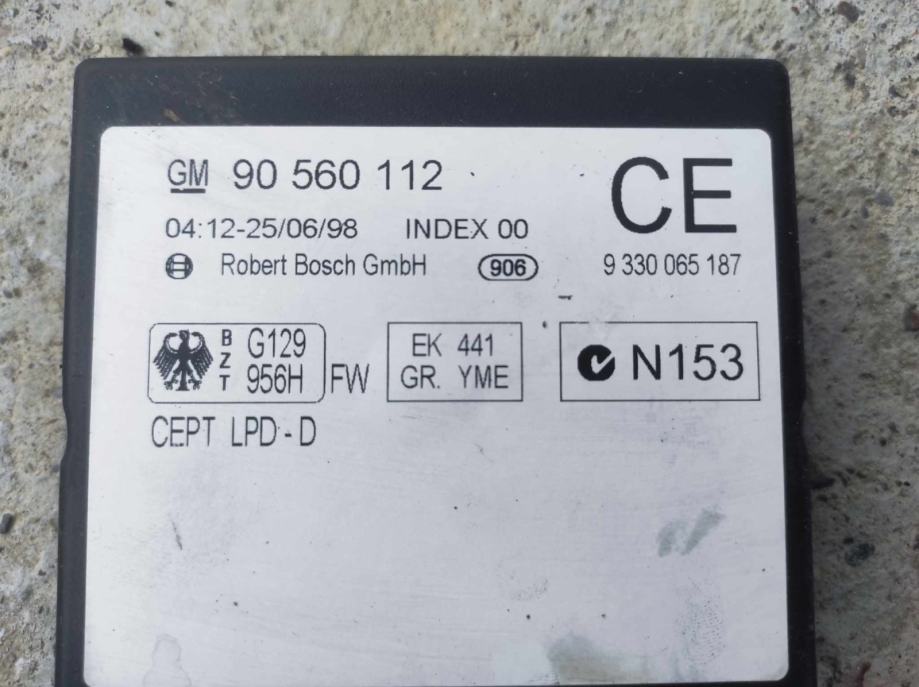 GM 90 560 112
CE
04:12-25/06/98 INDEX 00
Robert Bosch GmbH 906 9 330 065 187
BZT G129 956H FW
EK 441
GR. YME
N153
CEPT LPD - D